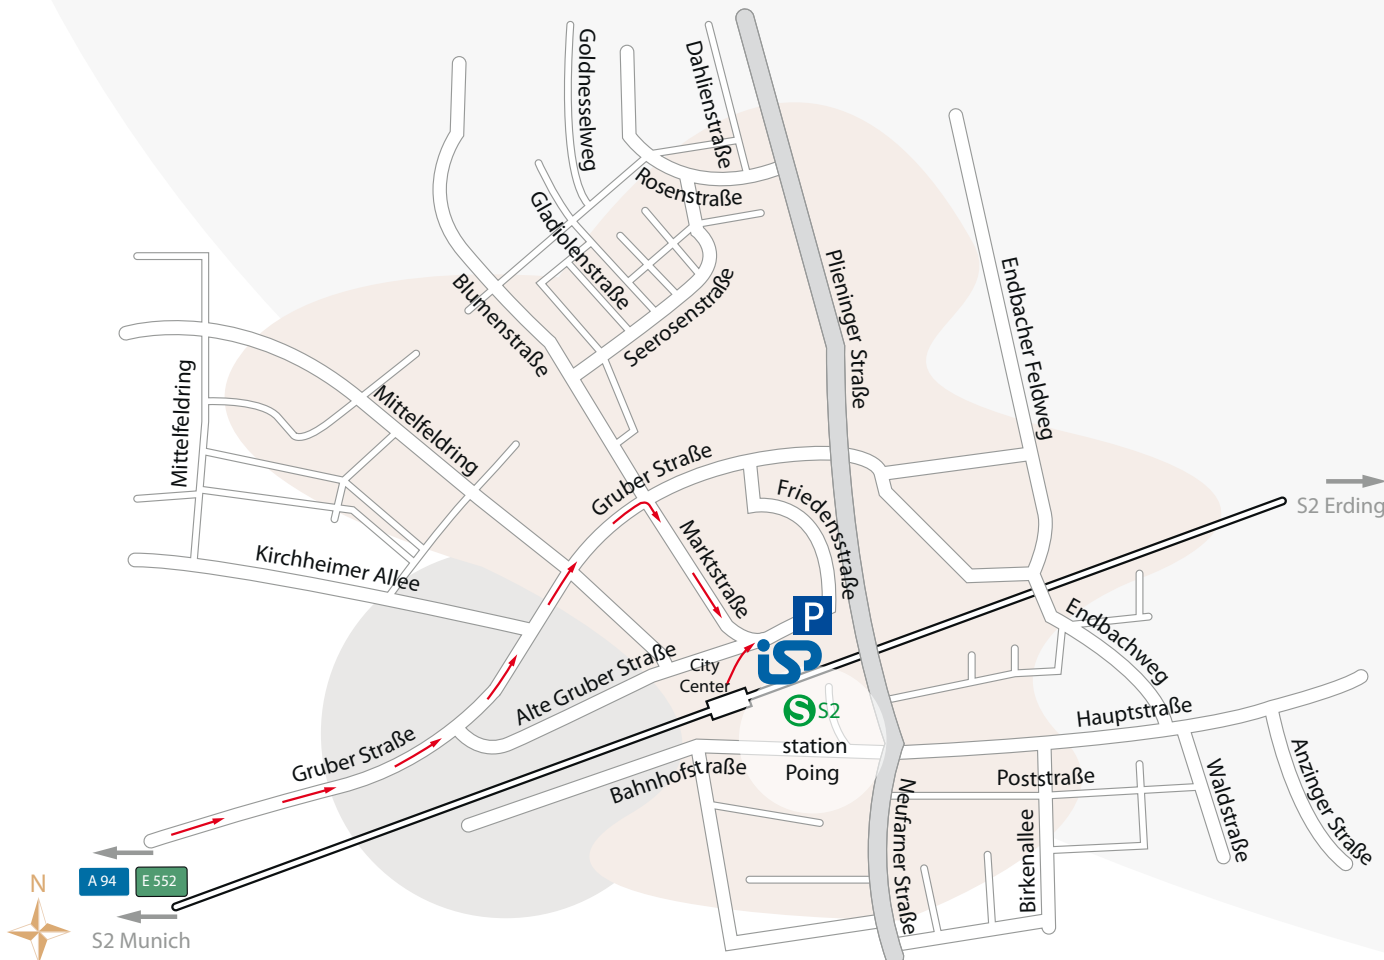 Goldnesselweg
Dahlienstraße
Rosenstraße
Gladiolenstraße
Blumenstraße
Seerosenstraße
Plieninger Straße
Endbacher Feldweg
Mittelfeldring
Mittelfeldring
Gruber Straße
Friedensstraße
Marktstraße
S2 Erding
Kirchheimer Allee
P
iSP
City
Center
Alte Gruber Straße
Endbachweg
S S2
station
Poing
Hauptstraße
Gruber Straße
Bahnhofstraße
Poststraße
Neufarner Straße
Birkenallee
Waldstraße
Anzinger Straße
A 94
E 552
N
S2 Munich